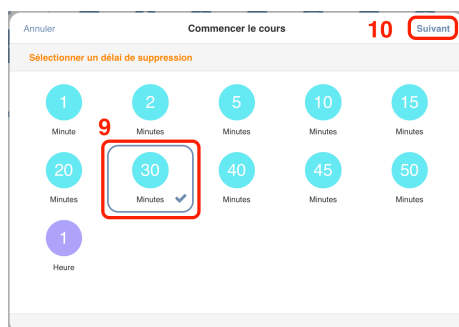 Annuler Commencer le cours 10 Suivant
Sélectionner un délai de suppression
1 2 5 10 15
Minute 9 Minutes Minutes Minutes Minutes
20 30 40 45 50
Minutes Minutes Minutes Minutes Minutes
1
Heure